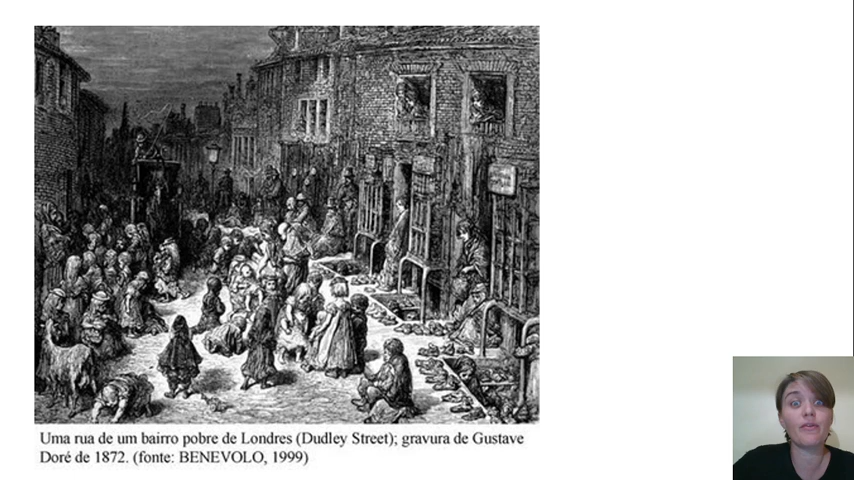 Uma rua de um bairro pobre de Londres (Dudley Street); gravura de Gustave
Doré de 1872. (fonte: BENEVOLO, 1999)